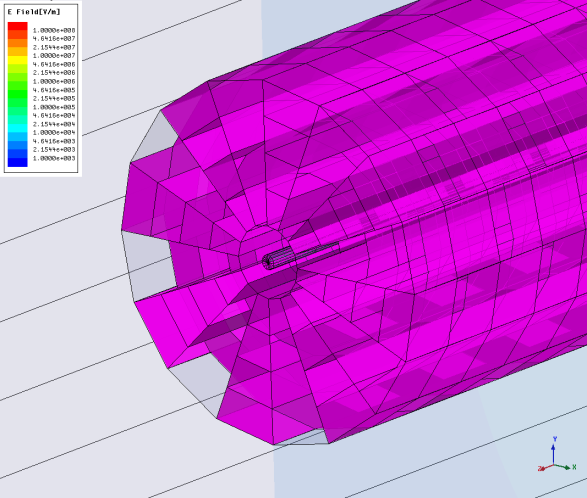 E Field[V/m]
1.0000e+008
4.6416e+007
2.1544e+007
1.0000e+007
4.6416e+006
2.1544e+006
1.0000e+006
4.6416e+005
2.1544e+005
1.0000e+005
4.6416e+004
2.1544e+004
1.0000e+004
4.6416e+003
2.1544e+003
1.0000e+003
Y
Z
X